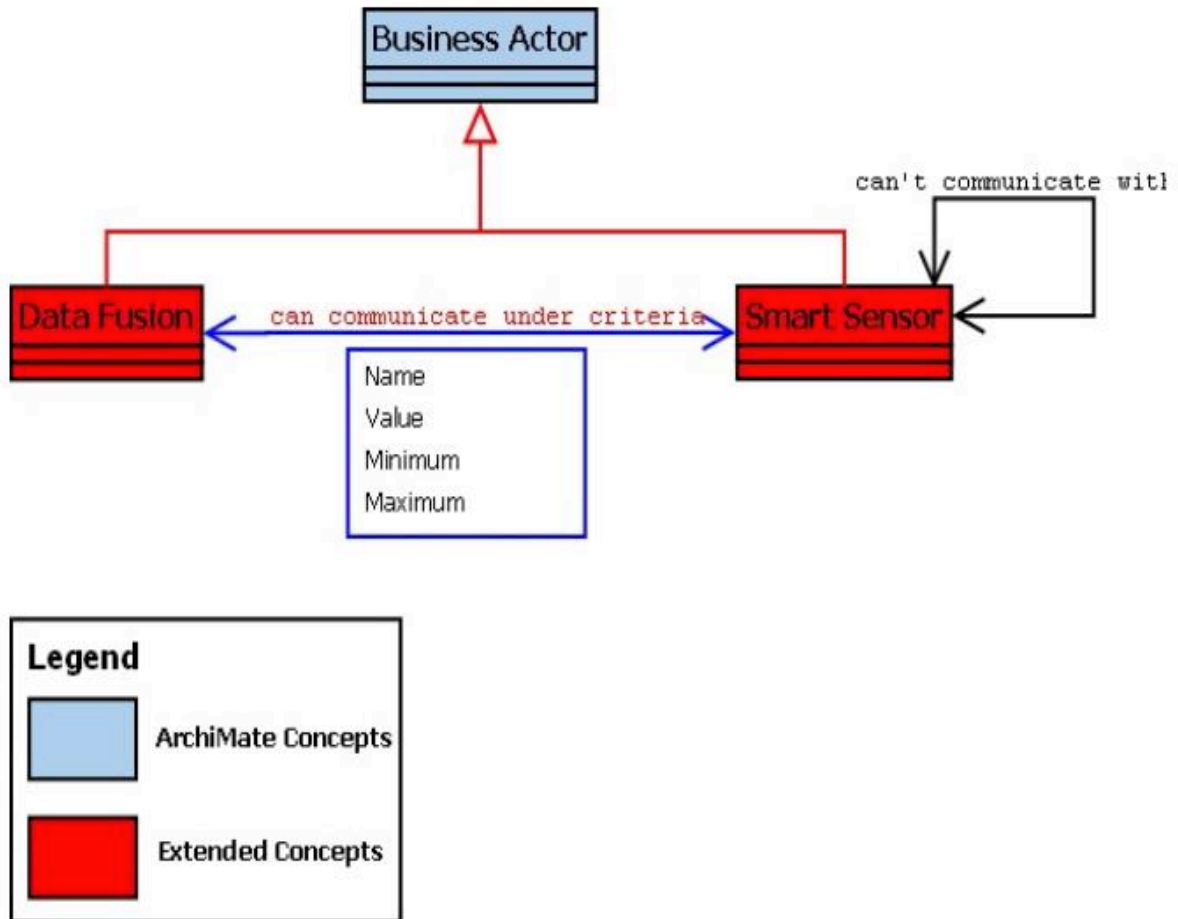 Business Actor
can't communicate wit
Data Fusion
can communicate under criteria
Smart Sensor
Name
Value
Minimum
Maximum
Legend
ArchiMate Concepts
Extended Concepts